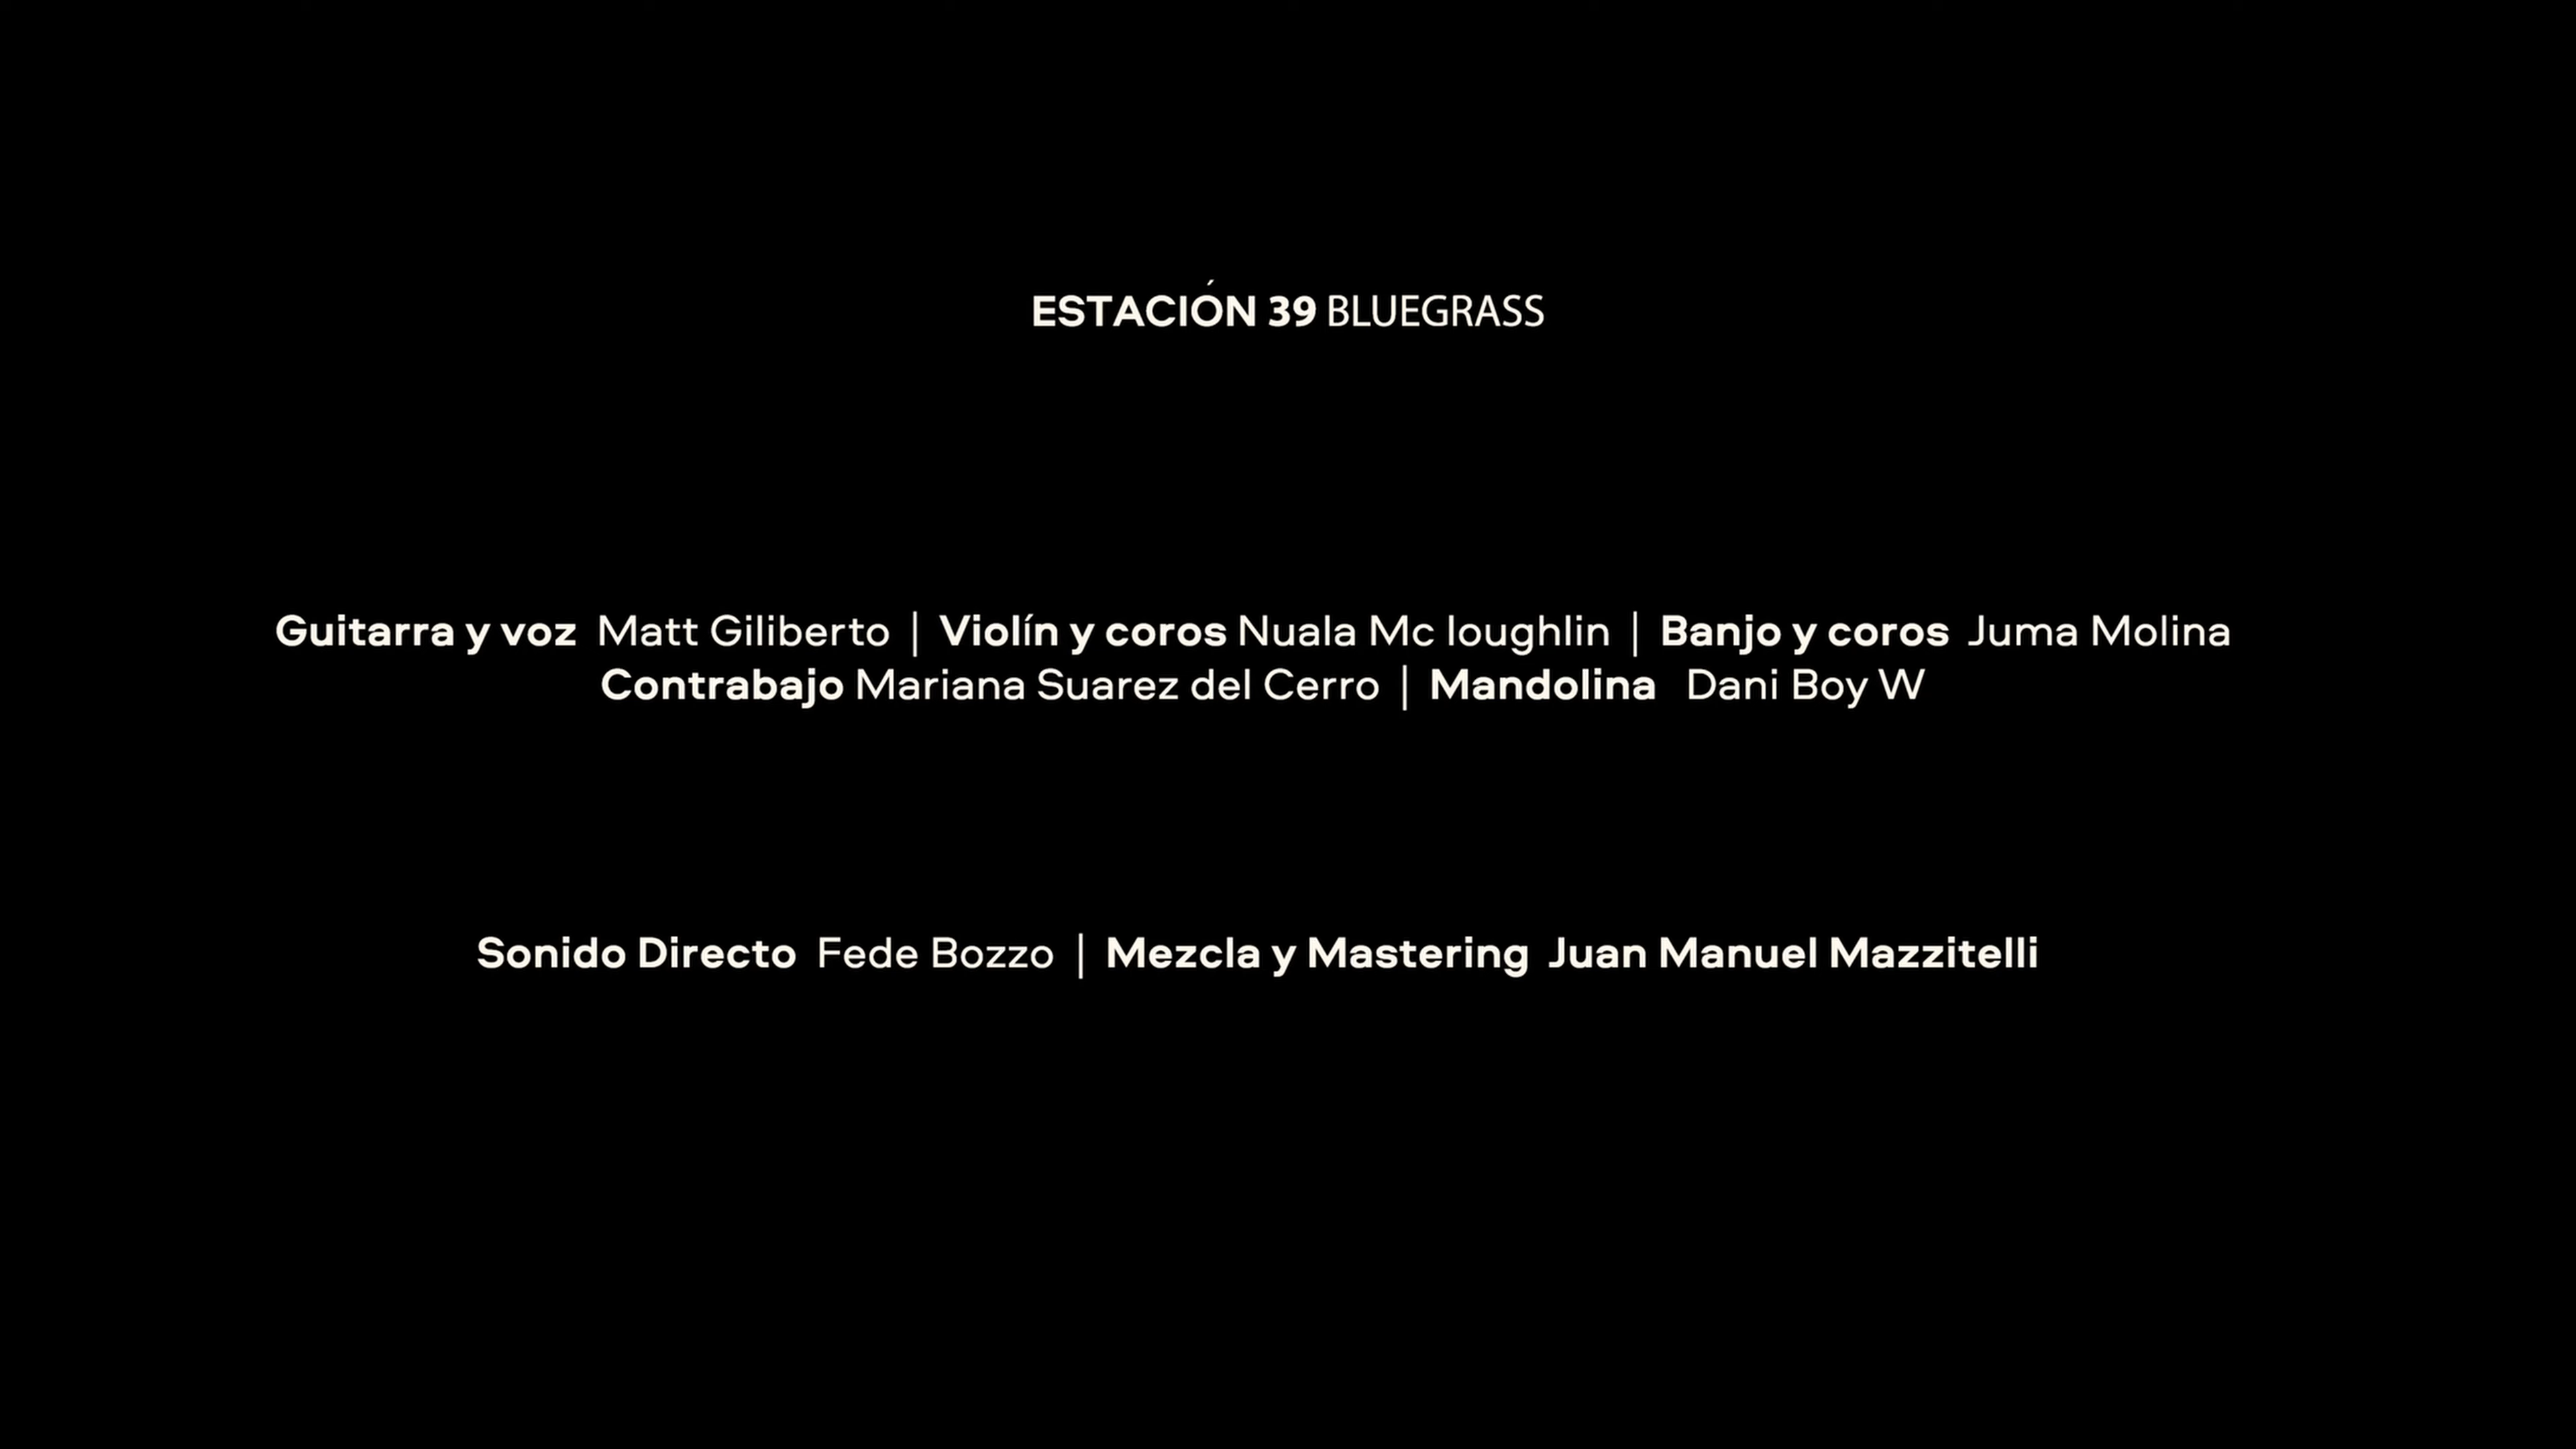 ESTACIÓN 39 BLUEGRASS
Guitarra y voz Matt Giliberto | Violín y coros Nuala Mc loughlin | Banjo y coros Juma Molina
Contrabajo Mariana Suarez del Cerro | Mandolina Dani Boy W
Sonido Directo Fede Bozzo | Mezcla y Mastering Juan Manuel Mazzitelli